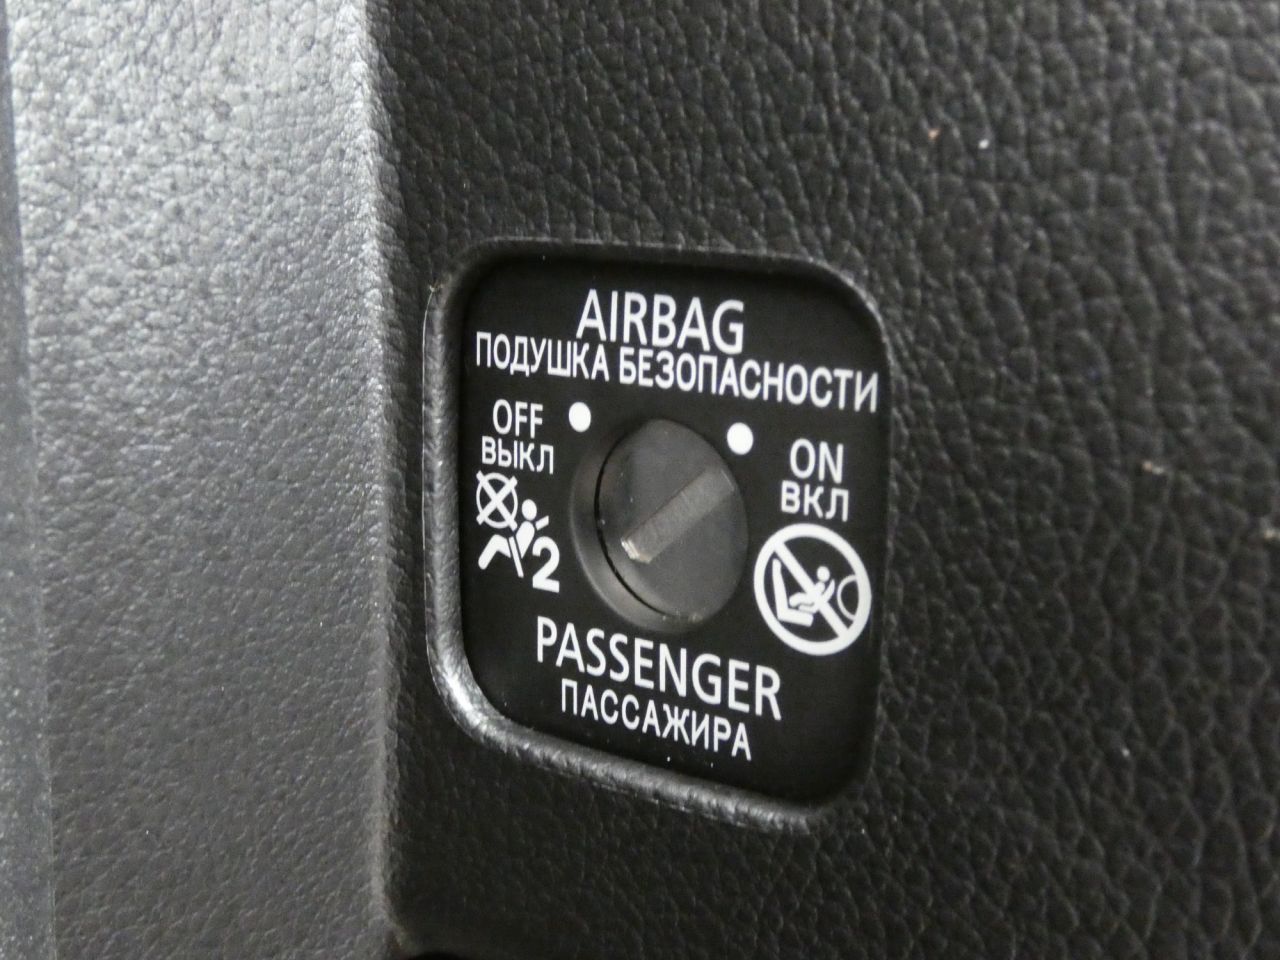 AIRBAG
ПОДУШКА БЕЗОПАСНОСТИ
OFF
ВЫКЛ
ON
ВКЛ
2
PASSENGER
ПАССАЖИРА